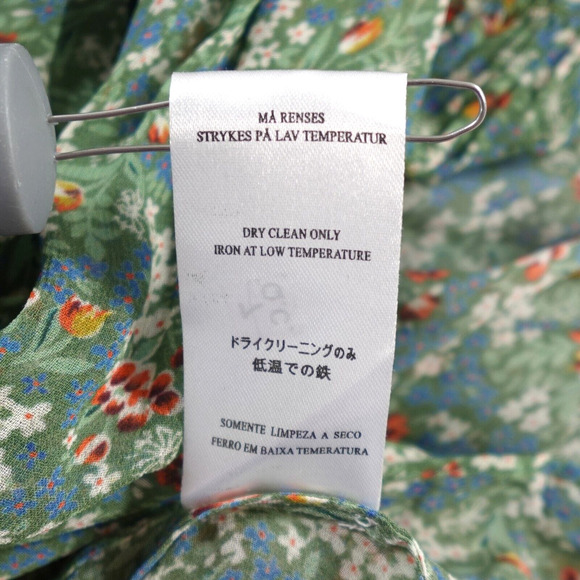 MÅ RENSES
STRYKES PÅ LAV TEMPERATUR
DRY CLEAN ONLY
IRON AT LOW TEMPERATURE
ドライクリーニングのみ
低温での鉄
SOMENTE LIMPEZA A SECO
FERRO EM BAIXA TEMERATURA